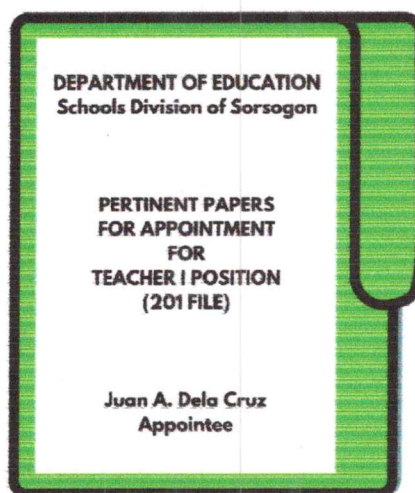 DEPARTMENT OF EDUCATION
Schools Division of Sorsogon
PERTINENT PAPERS
FOR APPOINTMENT
FOR
TEACHER I POSITION
(201 FILE)
Juan A. Dela Cruz
Appointee